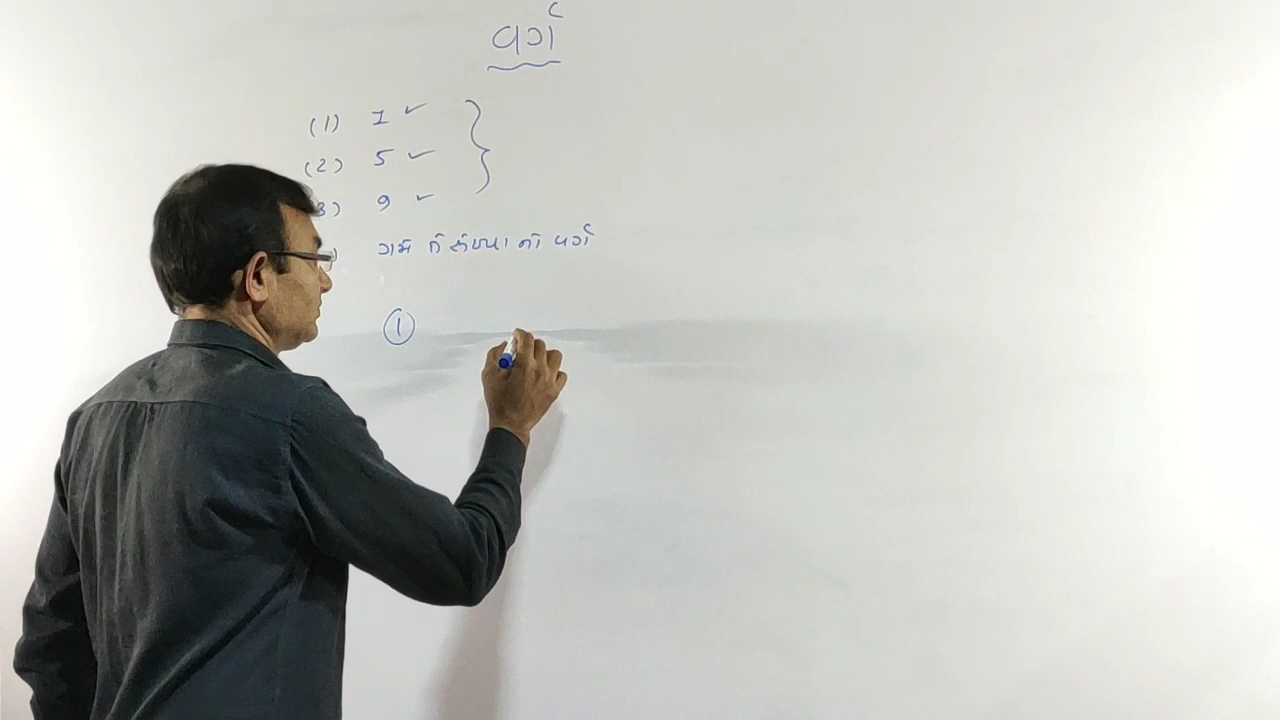 વર્ગ
(1) 1 ✓
(2) 5 ✓
3) 9 ✓
) ગમે તે સંખ્યાનો વર્ગ
①